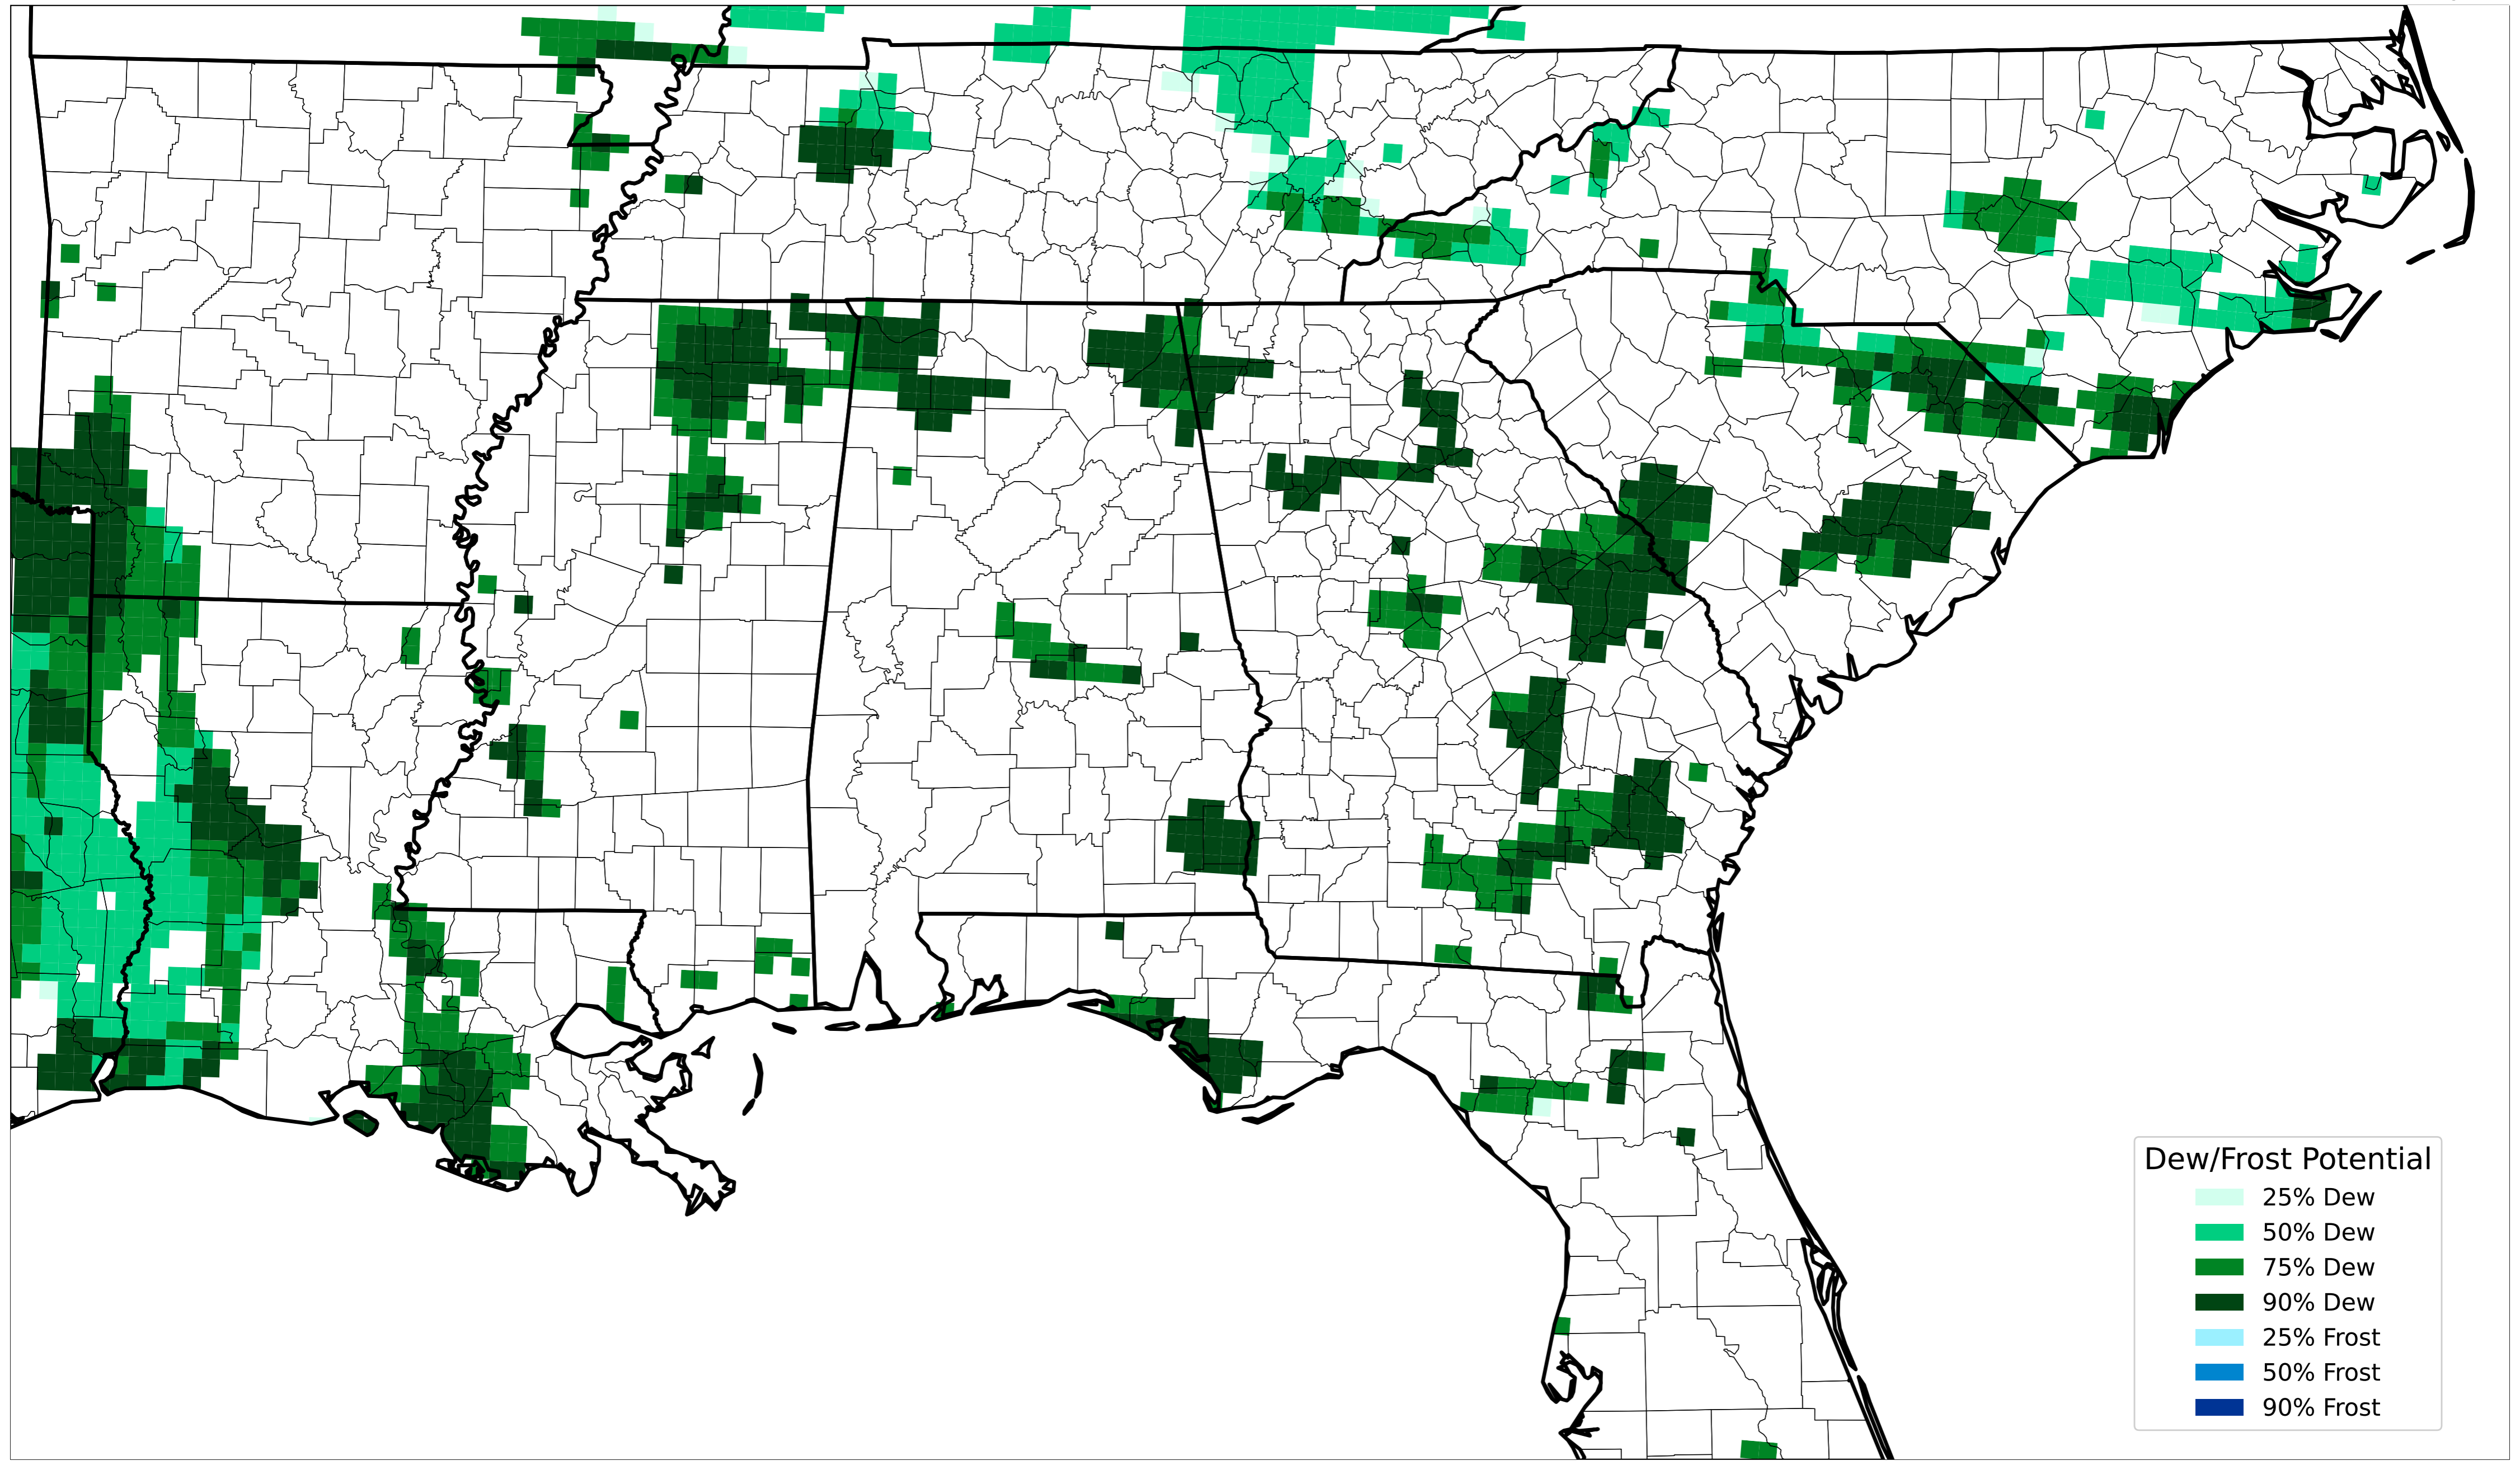 Dew/Frost Potential
25% Dew
50% Dew
75% Dew
90% Dew
25% Frost
50% Frost
90% Frost